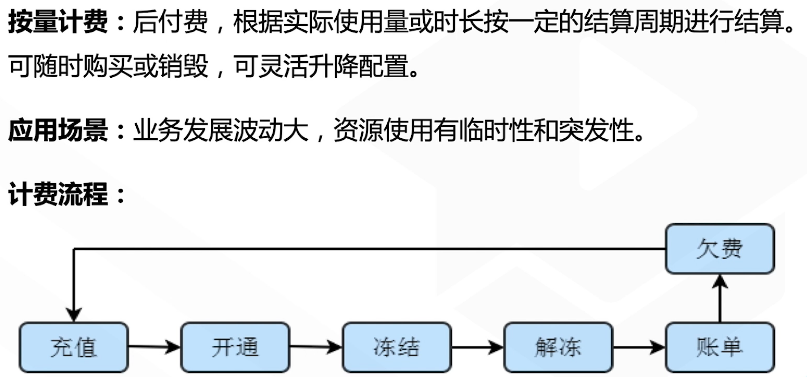 按量计费：后付费，根据实际使用量或时长按一定的结算周期进行结算。
可随时购买或销毁，可灵活升降配置。
应用场景：业务发展波动大，资源使用有临时性和突发性。
计费流程：
欠费
充值
开通
冻结
解冻
账单